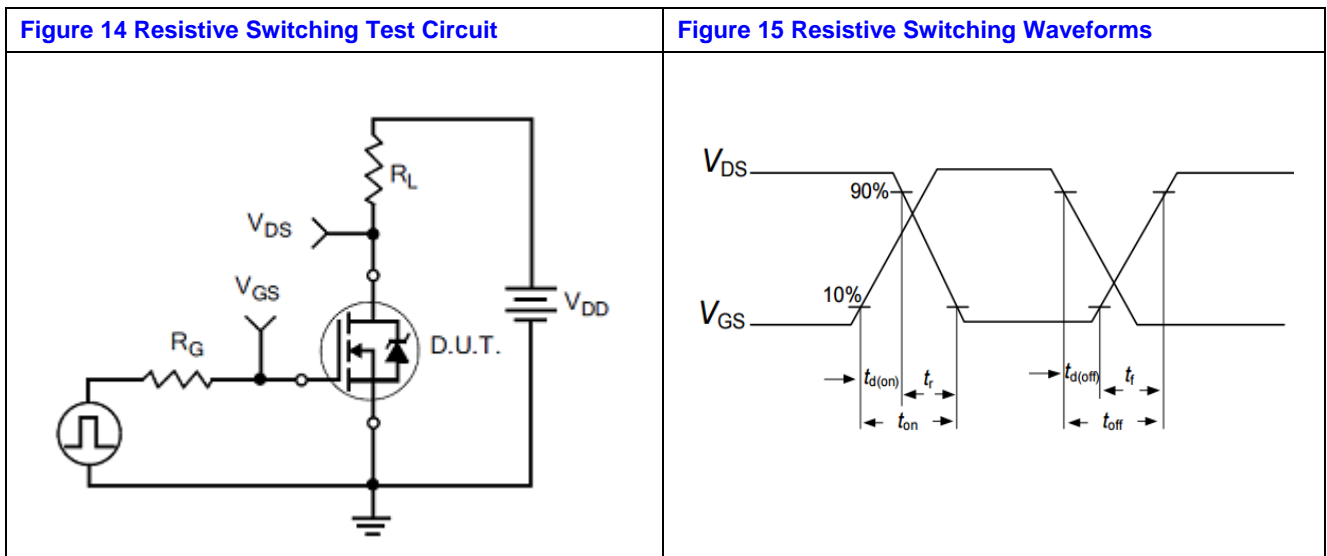 Figure 14 Resistive Switching Test Circuit
Figure 15 Resistive Switching Waveforms
RL
VDS
VGS
RG
VDD
D.U.T.
VDS
90%
10%
VGS
td(on)
tr
td(off)
tf
ton
toff